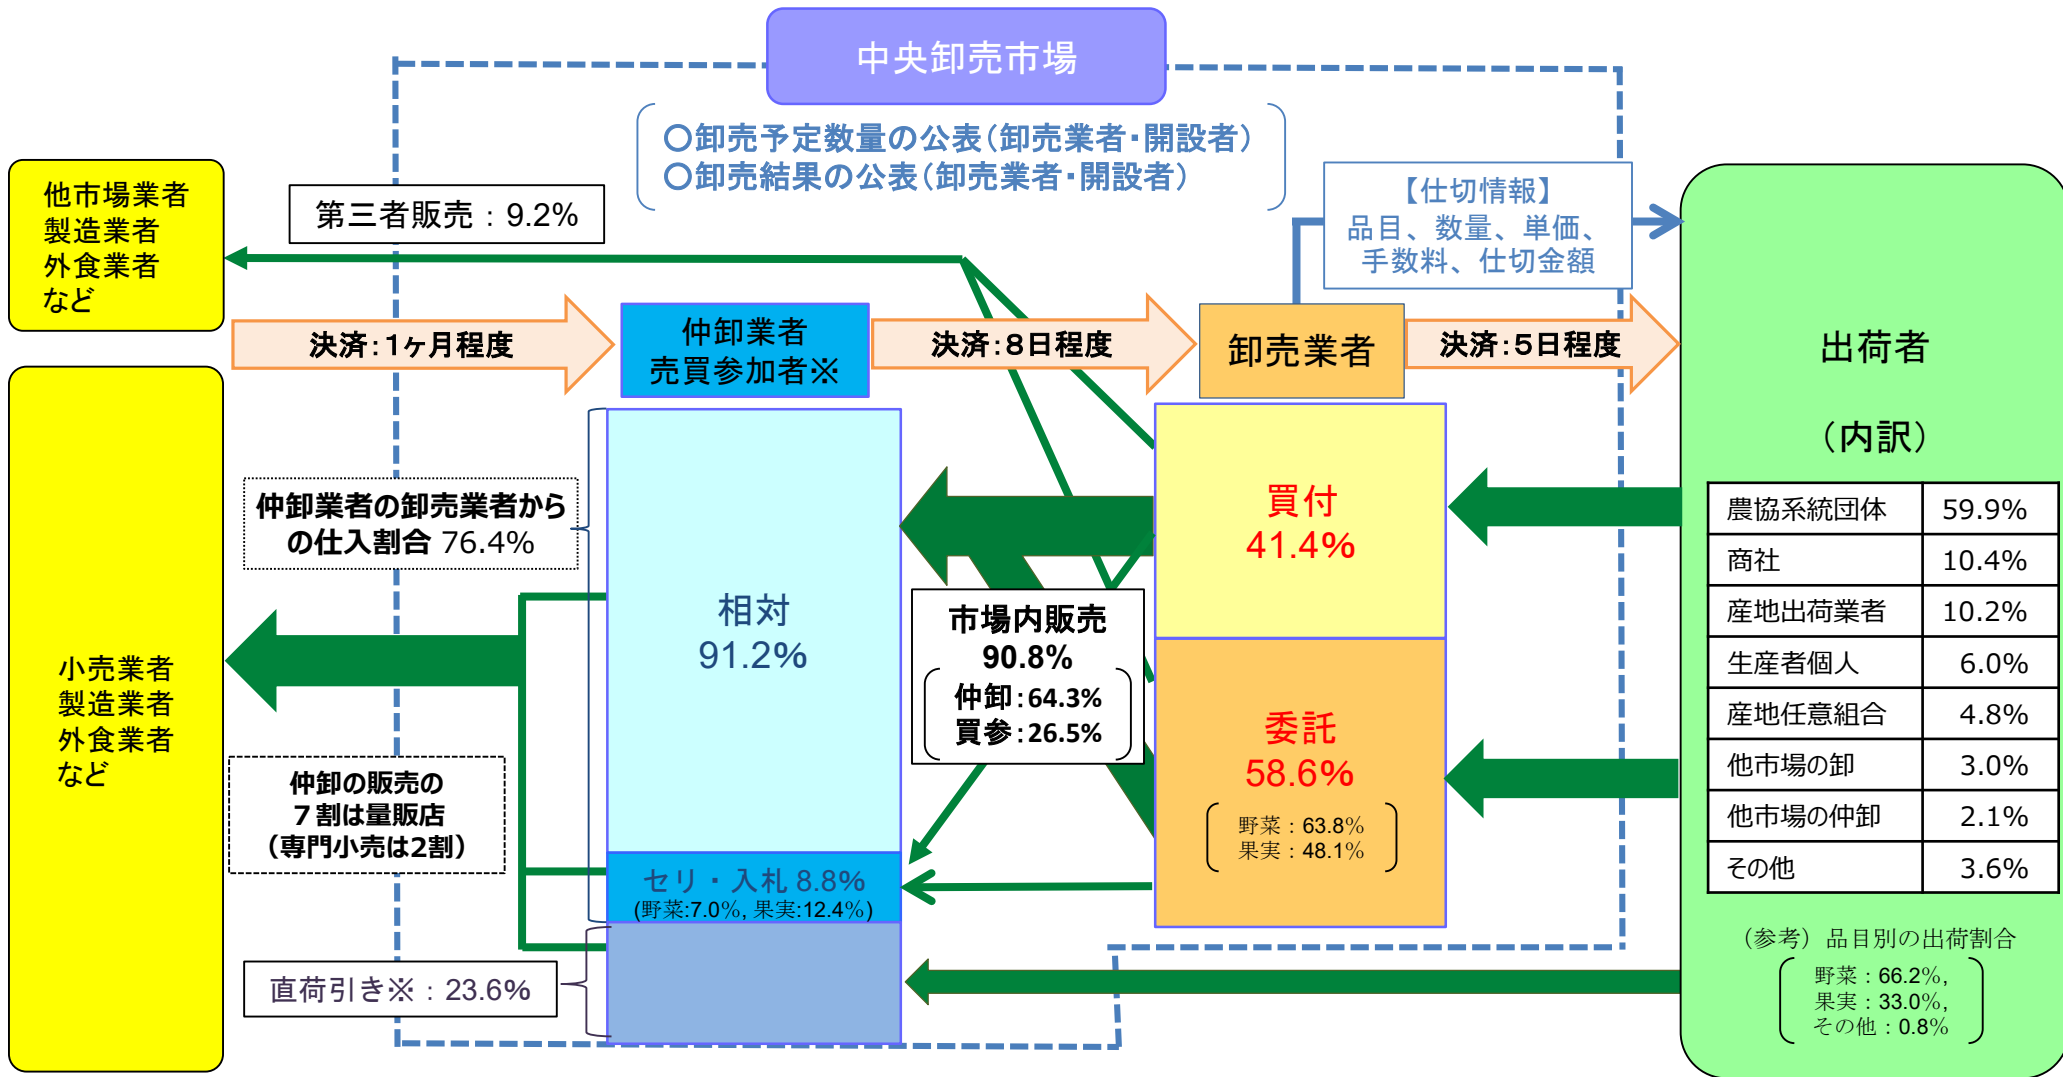 中央卸売市場
○卸売予定数量の公表（卸売業者・開設者）
○卸売結果の公表（卸売業者・開設者）
他市場業者
製造業者
外食業者
など
第三者販売：9.2%
【仕切情報】
品目、数量、単価、
手数料、仕切金額
決済：1ヶ月程度
仲卸業者
売買参加者※
決済：8日程度
卸売業者
決済：5日程度
出荷者
（内訳）
農協系統団体 59.9%
商社 10.4%
産地出荷業者 10.2%
生産者個人 6.0%
産地任意組合 4.8%
他市場の卸 3.0%
他市場の仲卸 2.1%
その他 3.6%
（参考）品目別の出荷割合
野菜：66.2%,
果実：33.0%,
その他：0.8%
買付
41.4%
委託
58.6%
野菜：63.8%
果実：48.1%
市場内販売
90.8%
仲卸：64.3%
買参：26.5%
仲卸業者の卸売業者から
の仕入割合 76.4%
相対
91.2%
セリ・入札 8.8%
(野菜:7.0%, 果実:12.4%)
小売業者
製造業者
外食業者
など
仲卸の販売の
７割は量販店
（専門小売は2割）
直荷引き※：23.6%